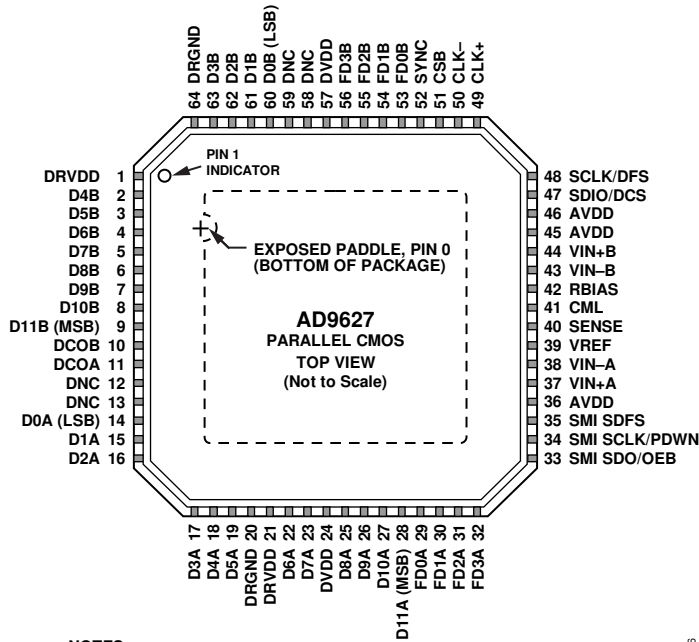 64 DRGND
63 D3B
62 D2B
61 D1B
60 D0B (LSB)
59 DNC
58 DNC
57 DVDD
56 FD3B
55 FD2B
54 FD1B
53 FD0B
52 SYNC
51 CSB
50 CLK–
49 CLK+
PIN 1
INDICATOR
DRVDD 1
D4B 2
D5B 3
D6B 4
D7B 5
D8B 6
D9B 7
D10B 8
D11B (MSB) 9
DCOB 10
DCOA 11
DNC 12
DNC 13
D0A (LSB) 14
D1A 15
D2A 16
EXPOSED PADDLE, PIN 0
(BOTTOM OF PACKAGE)
AD9627
PARALLEL CMOS
TOP VIEW
(Not to Scale)
48 SCLK/DFS
47 SDIO/DCS
46 AVDD
45 AVDD
44 VIN+B
43 VIN–B
42 RBIAS
41 CML
40 SENSE
39 VREF
38 VIN–A
37 VIN+A
36 AVDD
35 SMI SDFS
34 SMI SCLK/PDWN
33 SMI SDO/OEB
D3A 17
D4A 18
D5A 19
DRGND 20
DRVDD 21
D6A 22
D7A 23
DVDD 24
D8A 25
D9A 26
D10A 27
D11A (MSB) 28
FD0A 29
FD1A 30
FD2A 31
FD3A 32